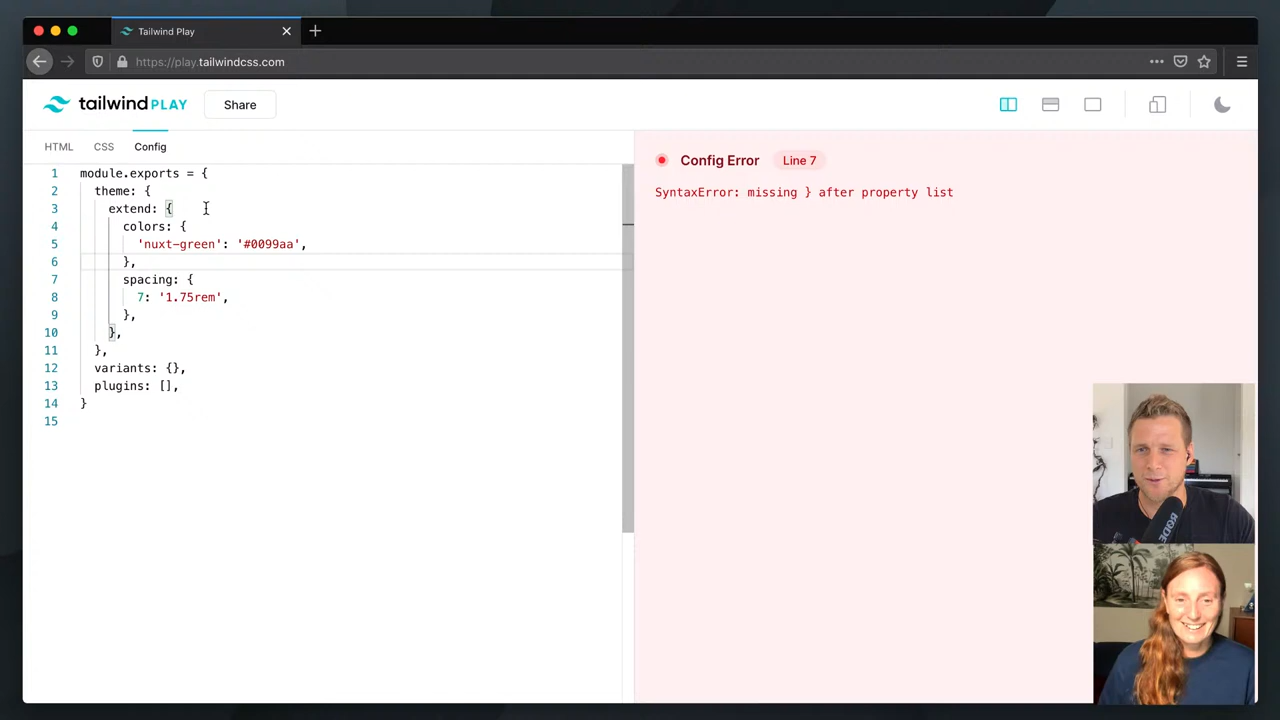 Tailwind Play
https://play.tailwindcss.com
tailwind PLAY
Share
HTML CSS Config
1 module.exports = {
2 theme: {
3 extend: {
4 colors: {
5 'nuxt-green': '#0099aa',
6 },
7 spacing: {
8 7: '1.75rem',
9 },
10 },
11 },
12 variants: {},
13 plugins: [],
14 }
15
Config Error Line 7
SyntaxError: missing } after property list
RODE